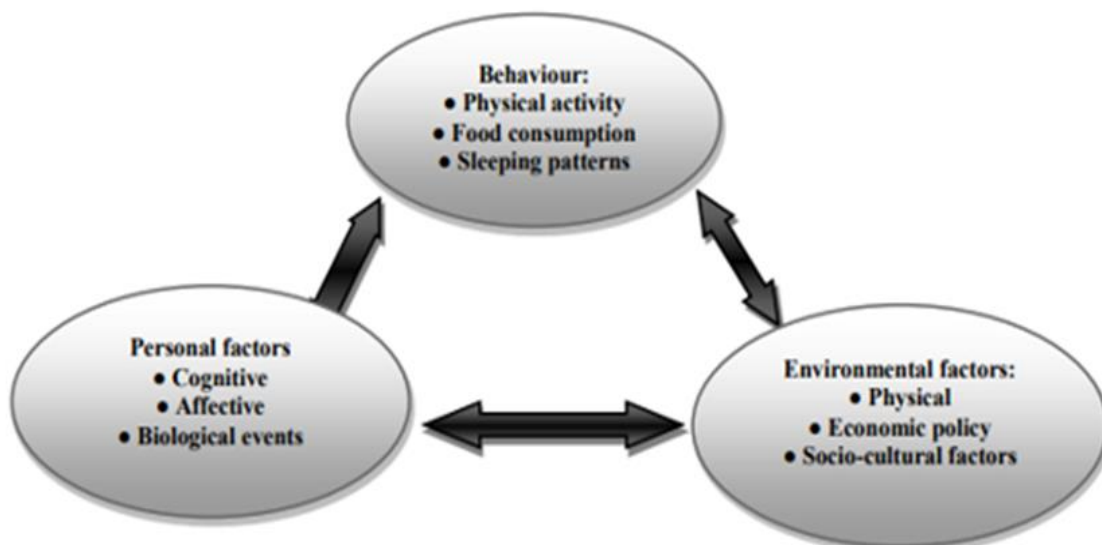 Behaviour:
● Physical activity
● Food consumption
● Sleeping patterns
Personal factors
● Cognitive
● Affective
● Biological events
Environmental factors:
● Physical
● Economic policy
● Socio-cultural factors